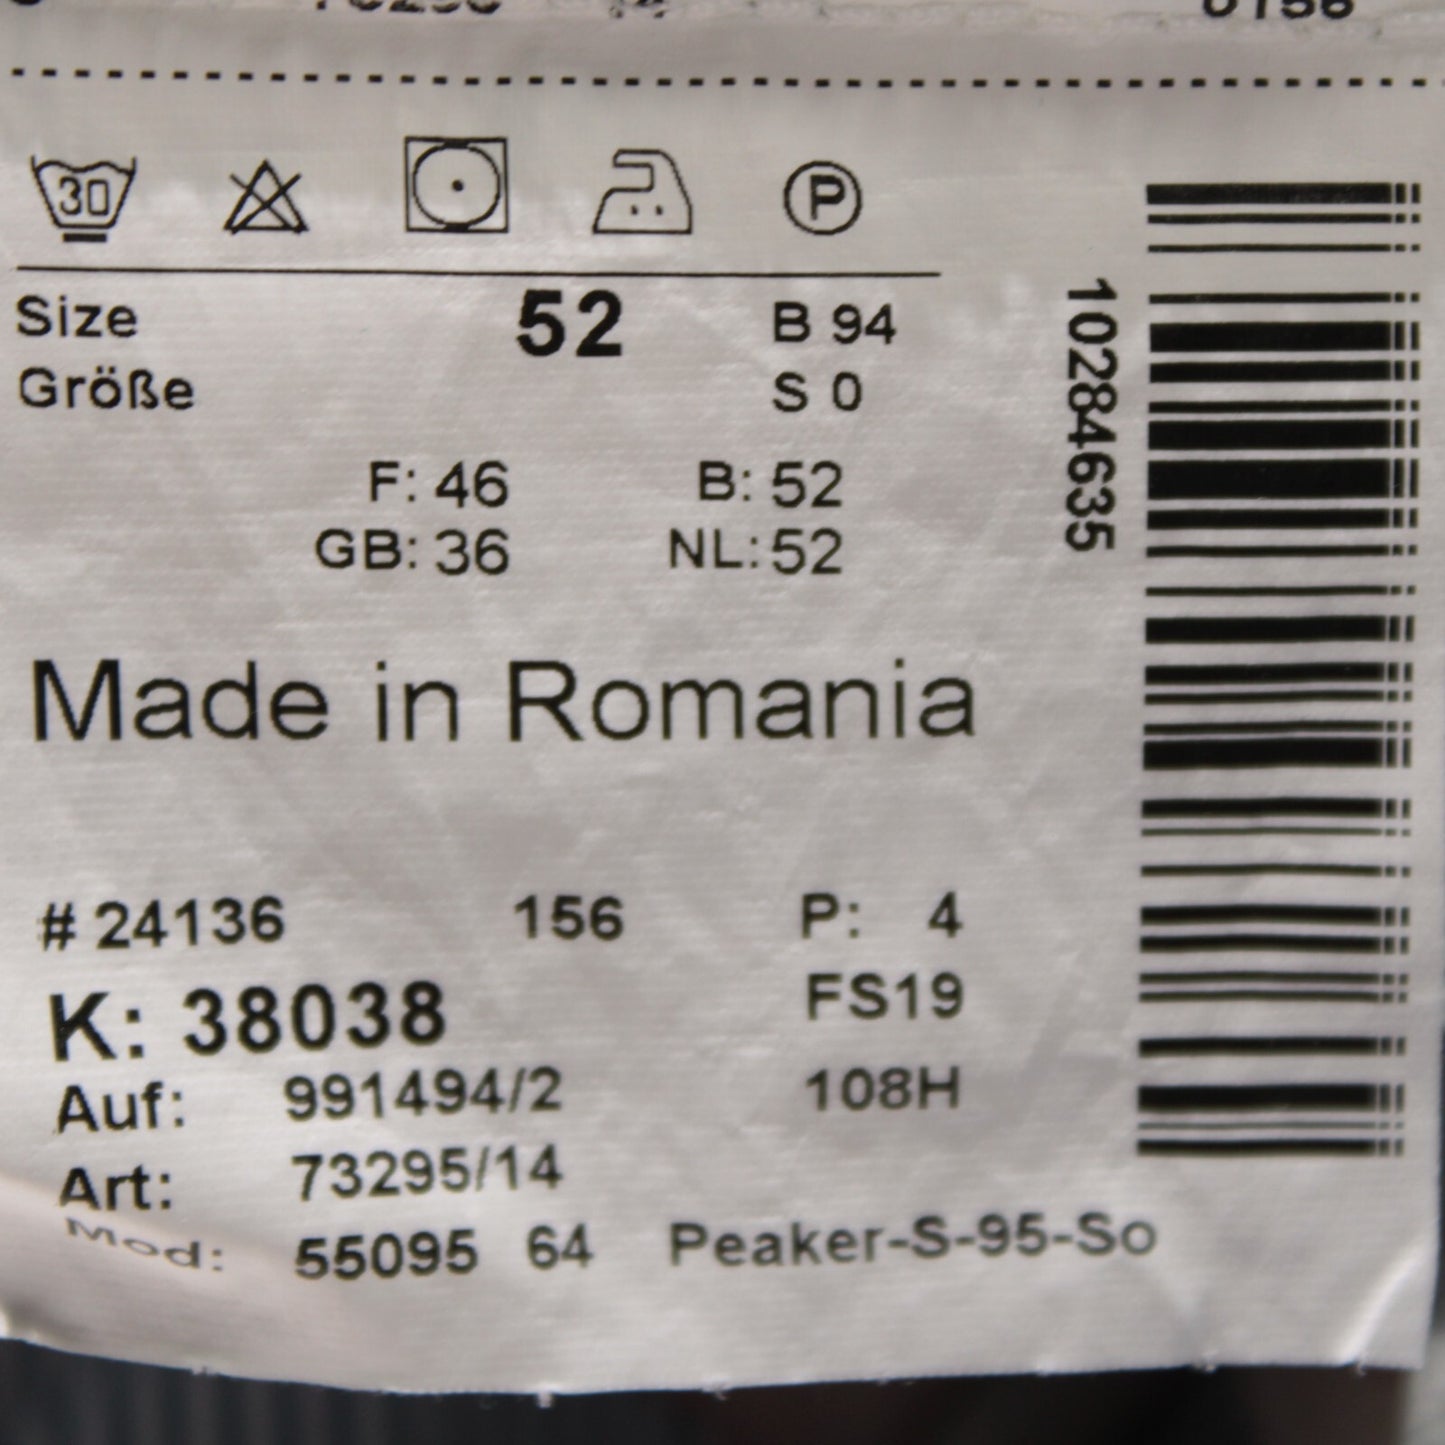 30
P
Size 52 B 94
Größe S 0
F: 46 B: 52
GB: 36 NL: 52
10284635
Made in Romania
# 24136 156 P: 4
K: 38038 FS19
Auf: 991494/2 108H
Art: 73295/14
Mod: 55095 64 Peaker-S-95-So